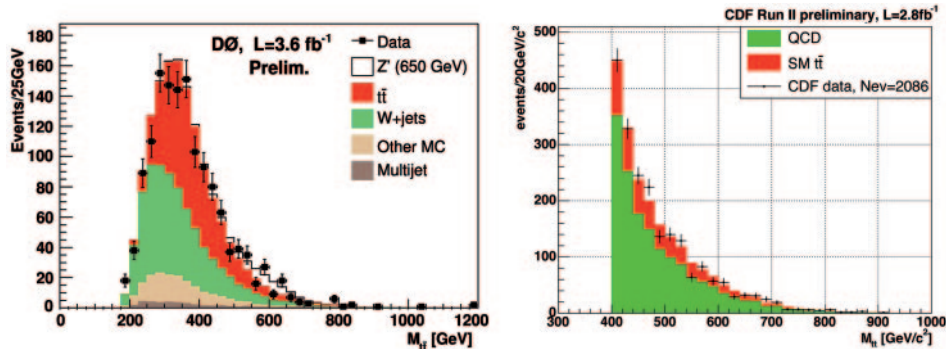 DØ, L=3.6 fb⁻¹
Prelim.
Data
Z' (650 GeV)
tt̄
W+jets
Other MC
Multijet
Events/25GeV
180
160
140
120
100
80
60
40
20
0
0 200 400 600 800 1000 1200
M_tt̄ [GeV]
CDF Run II preliminary, L=2.8fb⁻¹
QCD
SM tt̄
CDF data, Nev=2086
events/20GeV/c²
500
400
300
200
100
0
300 400 500 600 700 800 900 1000
M_tt̄ [GeV/c²]